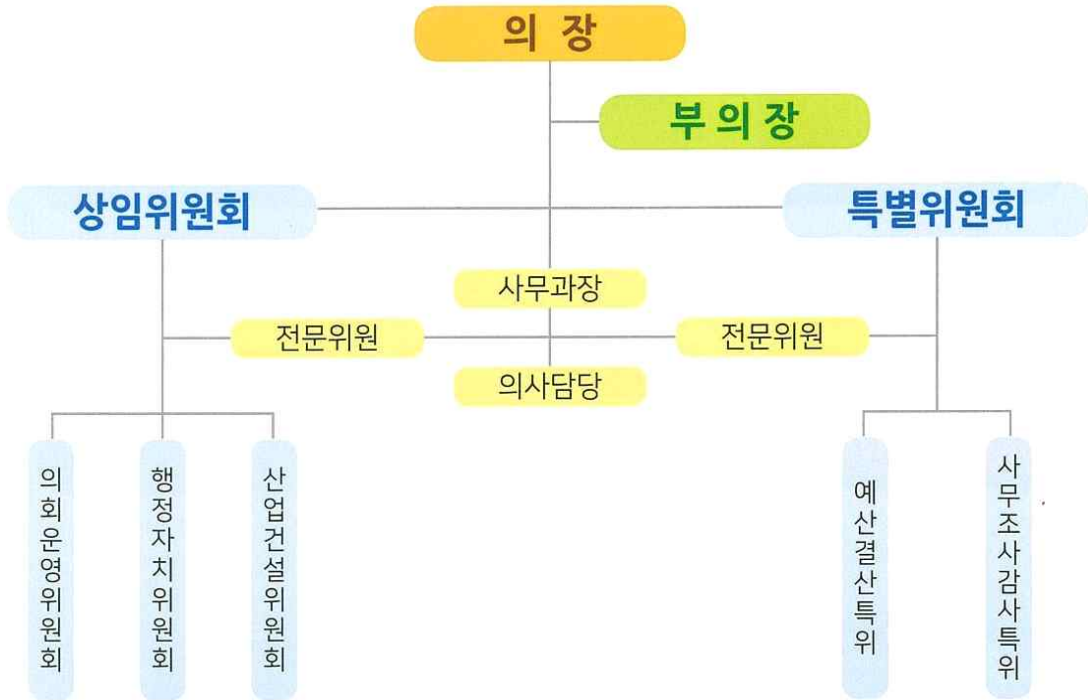 의 장
부 의 장
상임위원회
특별위원회
사무과장
전문위원
전문위원
의사담당
의회운영위원회
행정자치위원회
산업건설위원회
예산결산특위
사무조사감사특위